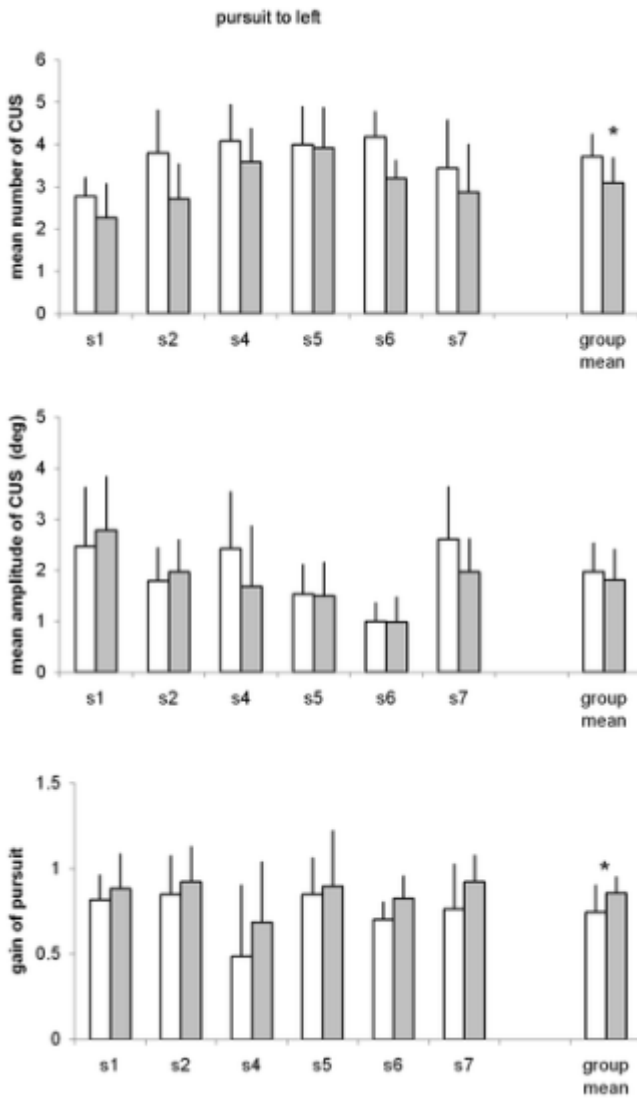 pursuit to left
mean number of CUS
6
5
4
3
2
1
0
*
s1 s2 s4 s5 s6 s7 group
mean
mean amplitude of CUS (deg)
5
4
3
2
1
0
s1 s2 s4 s5 s6 s7 group
mean
gain of pursuit
1.5
1
0.5
0
*
s1 s2 s4 s5 s6 s7 group
mean